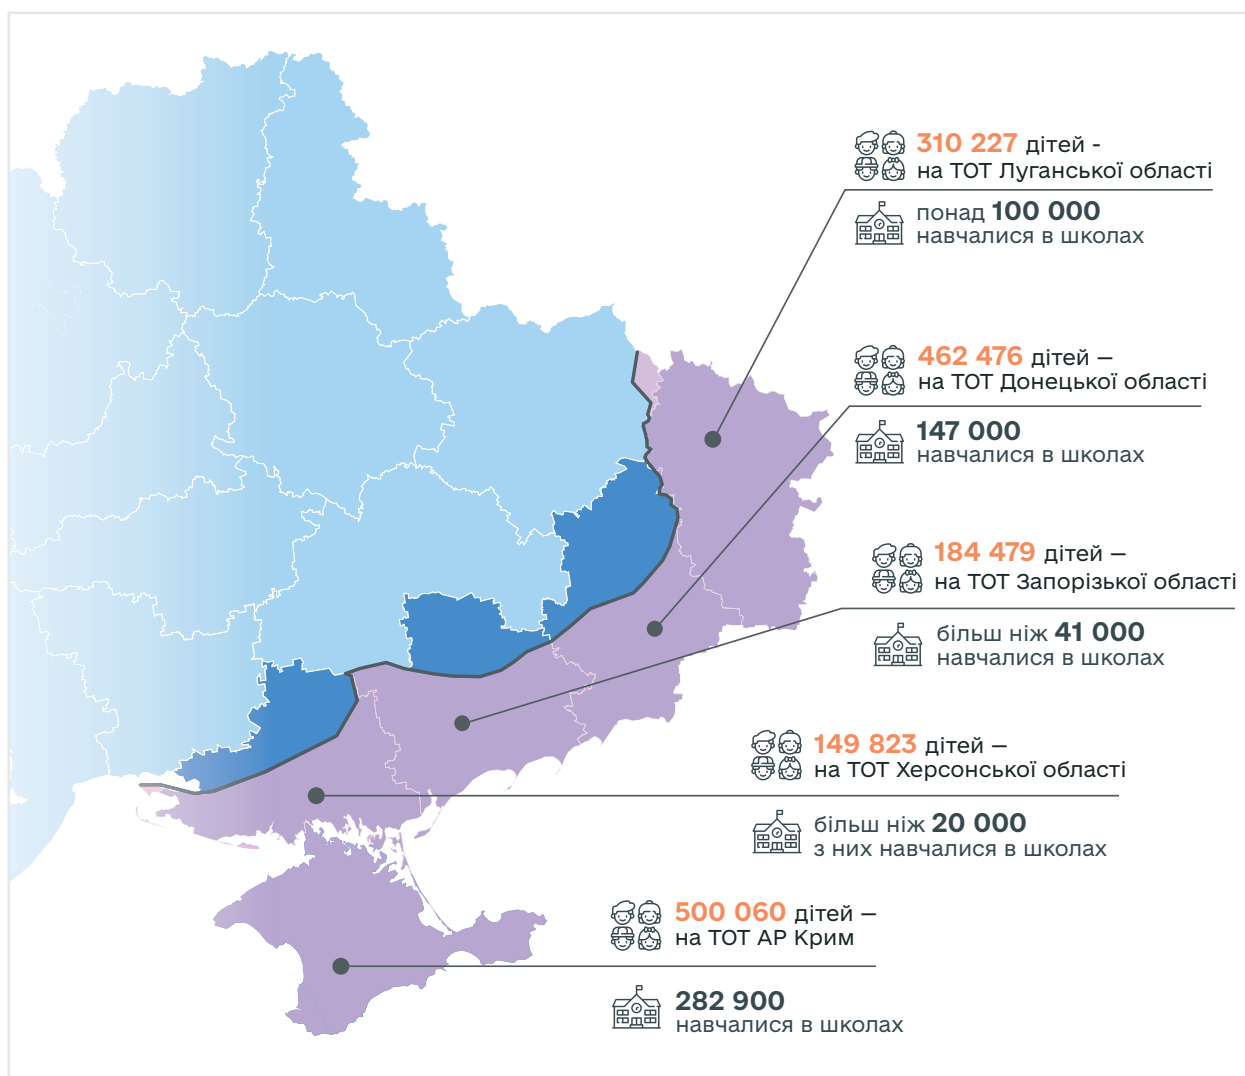 310 227 дітей -
на ТОТ Луганської області
понад 100 000
навчалися в школах
462 476 дітей –
на ТОТ Донецької області
147 000
навчалися в школах
184 479 дітей –
на ТОТ Запорізької області
більш ніж 41 000
навчалися в школах
149 823 дітей –
на ТОТ Херсонської області
більш ніж 20 000
з них навчалися в школах
500 060 дітей –
на ТОТ АР Крим
282 900
навчалися в школах